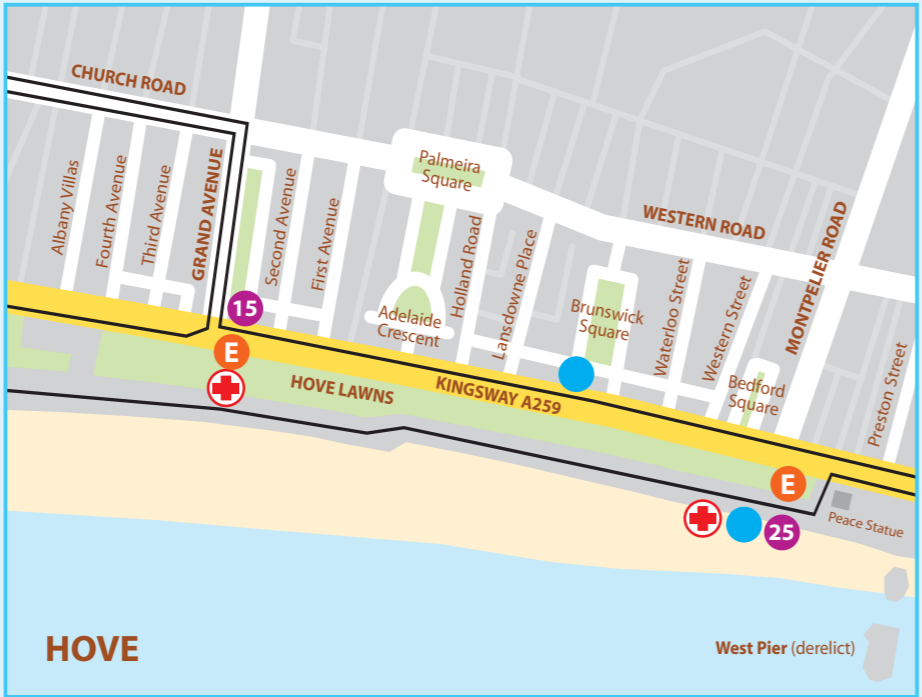 CHURCH ROAD
Albany Villas
Fourth Avenue
Third Avenue
GRAND AVENUE
Second Avenue
First Avenue
Palmeira
Square
Adelaide
Crescent
Holland Road
Lansdowne Place
WESTERN ROAD
Brunswick
Square
Waterloo Street
Western Street
MONTPELIER ROAD
Bedford
Square
Preston Street
15
E
HOVE LAWNS
KINGSWAY A259
E
25
Peace Statue
HOVE
West Pier (derelict)